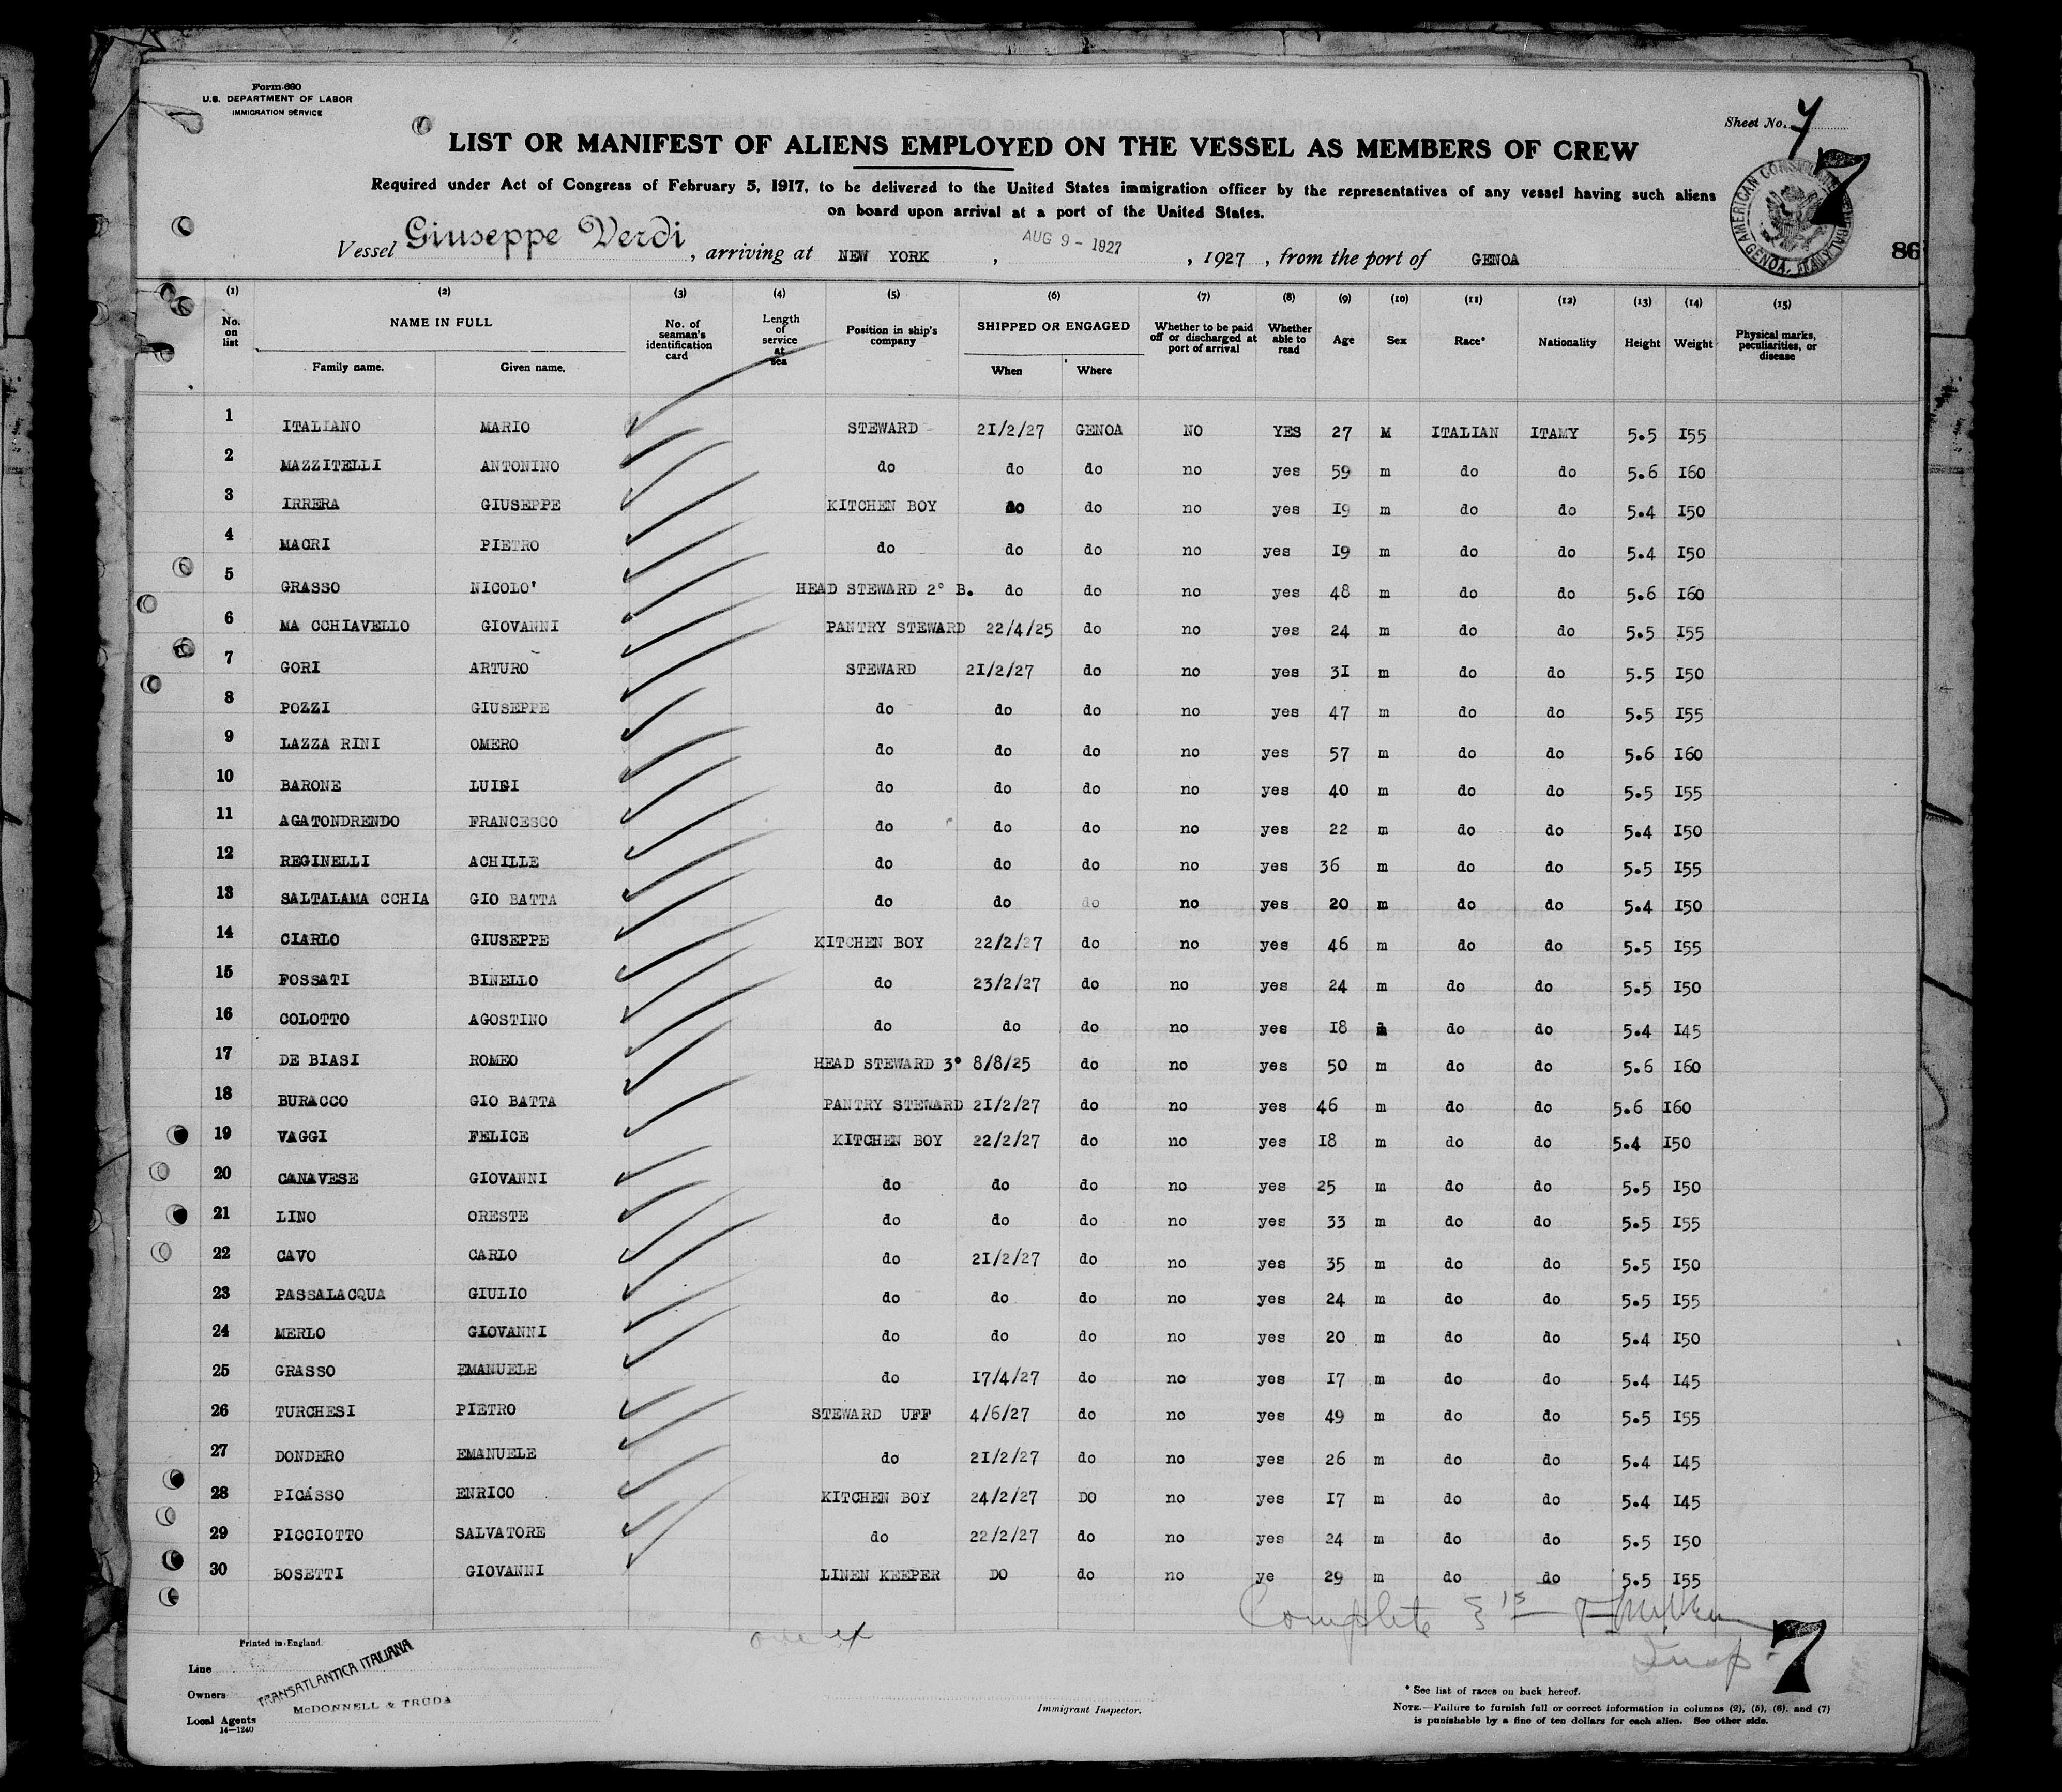 Form 680
U.S. DEPARTMENT OF LABOR
IMMIGRATION SERVICE
Sheet No. 7
LIST OR MANIFEST OF ALIENS EMPLOYED ON THE VESSEL AS MEMBERS OF CREW
7
Required under Act of Congress of February 5, 1917, to be delivered to the United States immigration officer by the representatives of any vessel having such aliens
on board upon arrival at a port of the United States.
AMERICAN CONSULATE GENERAL GENOA, ITALY
Vessel Giuseppe Verdi, arriving at NEW YORK, AUG 9 - 1927, 1927, from the port of GENOA
86
(1) (2) (3) (4) (5) (6) (7) (8) (9) (10) (11) (12) (13) (14) (15)
No. on list NAME IN FULL Family name. Given name. No. of seaman's identification card Length of service at sea Position in ship's company SHIPPED OR ENGAGED When Where Whether to be paid off or discharged at port of arrival Whether able to read Age Sex Race* Nationality Height Weight Physical marks, peculiarities, or disease
1 ITALIANO MARIO STEWARD 21/2/27 GENOA NO YES 27 M ITALIAN ITAMY 5.5 155
2 MAZZITELLI ANTONINO do do do no yes 59 m do do 5.6 160
3 IRRERA GIUSEPPE KITCHEN BOY do do no yes 19 m do do 5.4 150
4 MACRI PIETRO do do do no yes 19 m do do 5.4 150
5 GRASSO NICOLO' HEAD STEWARD 2° B. do do no yes 48 m do do 5.6 160
6 MA CCHIAVELLO GIOVANNI PANTRY STEWARD 22/4/25 do no yes 24 m do do 5.5 155
7 GORI ARTURO STEWARD 21/2/27 do no yes 31 m do do 5.5 150
8 POZZI GIUSEPPE do do do no yes 47 m do do 5.5 155
9 LAZZA RINI OMERO do do do no yes 57 m do do 5.6 160
10 BARONE LUIGI do do do no yes 40 m do do 5.5 155
11 AGATONDRENDO FRANCESCO do do do no yes 22 m do do 5.4 150
12 REGINELLI ACHILLE do do do no yes 36 m do do 5.5 155
13 SALTALAMA CCHIA GIO BATTA do do do no yes 20 m do do 5.4 150
14 CIARLO GIUSEPPE KITCHEN BOY 22/2/27 do no yes 46 m do do 5.5 155
15 FOSSATI BINELLO do 23/2/27 do no yes 24 m do do 5.5 150
16 COLOTTO AGOSTINO do do do no yes 18 m do do 5.4 145
17 DE BIASI ROMEO HEAD STEWARD 3° 8/8/25 do no yes 50 m do do 5.6 160
18 BURACCO GIO BATTA PANTRY STEWARD 21/2/27 do no yes 46 m do do 5.6 160
19 VAGGI FELICE KITCHEN BOY 22/2/27 do no yes 18 m do do 5.4 150
20 CANAVESE GIOVANNI do do do no yes 25 m do do 5.5 150
21 LINO ORESTE do do do no yes 33 m do do 5.5 155
22 CAVO CARLO do 21/2/27 do no yes 35 m do do 5.5 150
23 PASSALACQUA GIULIO do do do no yes 24 m do do 5.5 155
24 MERLO GIOVANNI do do do no yes 20 m do do 5.4 150
25 GRASSO EMANUELE do 17/4/27 do no yes 17 m do do 5.4 145
26 TURCHESI PIETRO STEWARD UFF 4/6/27 do no yes 49 m do do 5.5 155
27 DONDERO EMANUELE do 21/2/27 do no yes 26 m do do 5.4 145
28 PICASSO ENRICO KITCHEN BOY 24/2/27 DO no yes 17 m do do 5.4 145
29 PICCIOTTO SALVATORE do 22/2/27 do no yes 24 m do do 5.5 150
30 BOSETTI GIOVANNI LINEN KEEPER DO do no ye 29 m do do 5.5 155
Complete
Insp.
7
Printed in England
Line TRANSATLANTICA ITALIANA
Owners
Local Agents McDONNELL & TRUDA
14—1240
Immigrant Inspector.
* See list of races on back hereof.
NOTE.—Failure to furnish full or correct information in columns (2), (5), (6), and (7)
is punishable by a fine of ten dollars for each alien. See other side.